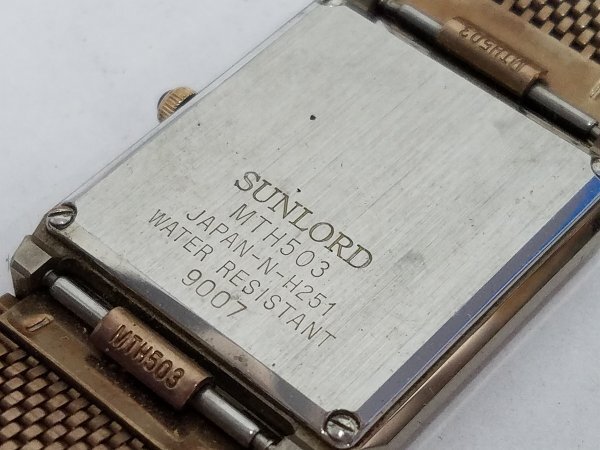 MTH503
SUNLORD
MTH503
JAPAN-N-H251
WATER RESISTANT
9007
MTH503